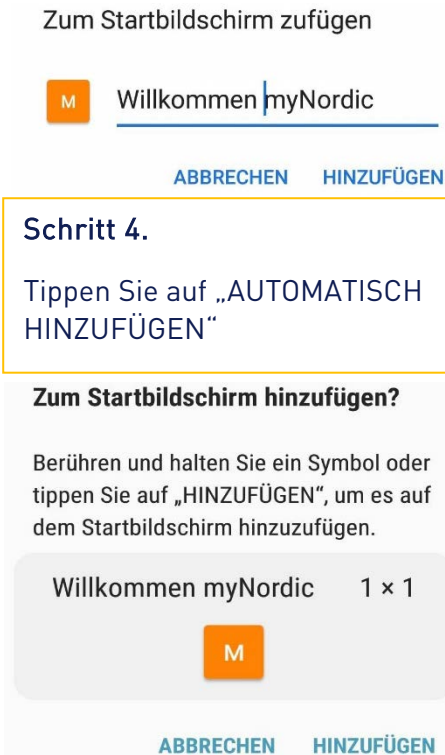 Zum Startbildschirm zufügen
M
Willkommen myNordic
ABBRECHEN HINZUFÜGEN
Schritt 4.
Tippen Sie auf „AUTOMATISCH
HINZUFÜGEN“
Zum Startbildschirm hinzufügen?
Berühren und halten Sie ein Symbol oder
tippen Sie auf „HINZUFÜGEN“, um es auf
dem Startbildschirm hinzuzufügen.
Willkommen myNordic 1 × 1
M
ABBRECHEN HINZUFÜGEN